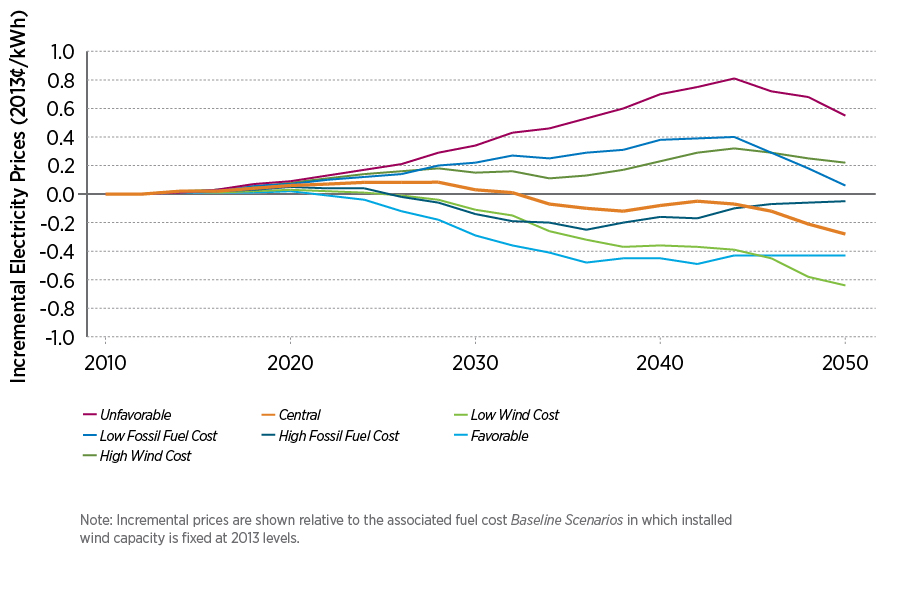 Incremental Electricity Prices (2013¢/kWh)
1.0
0.8
0.6
0.4
0.2
0.0
-0.2
-0.4
-0.6
-0.8
-1.0
2010 2020 2030 2040 2050
Unfavorable Central Low Wind Cost
Low Fossil Fuel Cost High Fossil Fuel Cost Favorable
High Wind Cost
Note: Incremental prices are shown relative to the associated fuel cost Baseline Scenarios in which installed
wind capacity is fixed at 2013 levels.